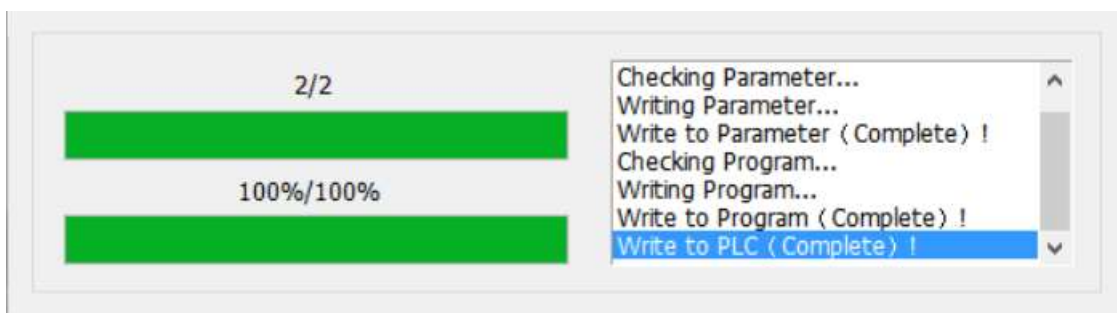 2/2
100%/100%
Checking Parameter...
Writing Parameter...
Write to Parameter (Complete) !
Checking Program...
Writing Program...
Write to Program (Complete) !
Write to PLC (Complete) !